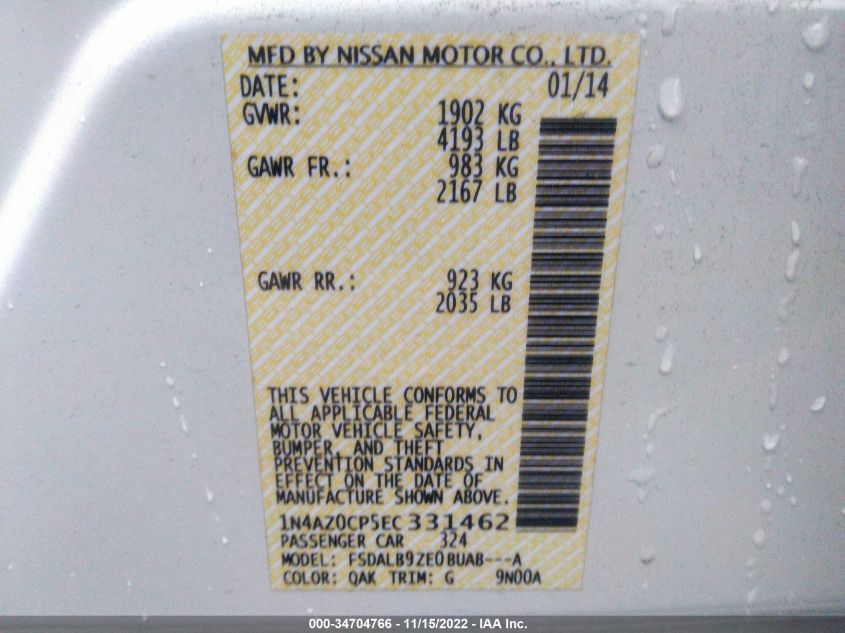 MFD BY NISSAN MOTOR CO., LTD.
DATE: 01/14
GVWR: 1902 KG
4193 LB
GAWR FR.: 983 KG
2167 LB
GAWR RR.: 923 KG
2035 LB
THIS VEHICLE CONFORMS TO
ALL APPLICABLE FEDERAL
MOTOR VEHICLE SAFETY,
BUMPER, AND THEFT
PREVENTION STANDARDS IN
EFFECT ON THE DATE OF
MANUFACTURE SHOWN ABOVE.
1N4AZ0CP5EC331462
PASSENGER CAR 324
MODEL: FSDALB9ZE0BUAB---A
COLOR: QAK TRIM: G 9N00A
000-34704766 - 11/15/2022 - IAA Inc.